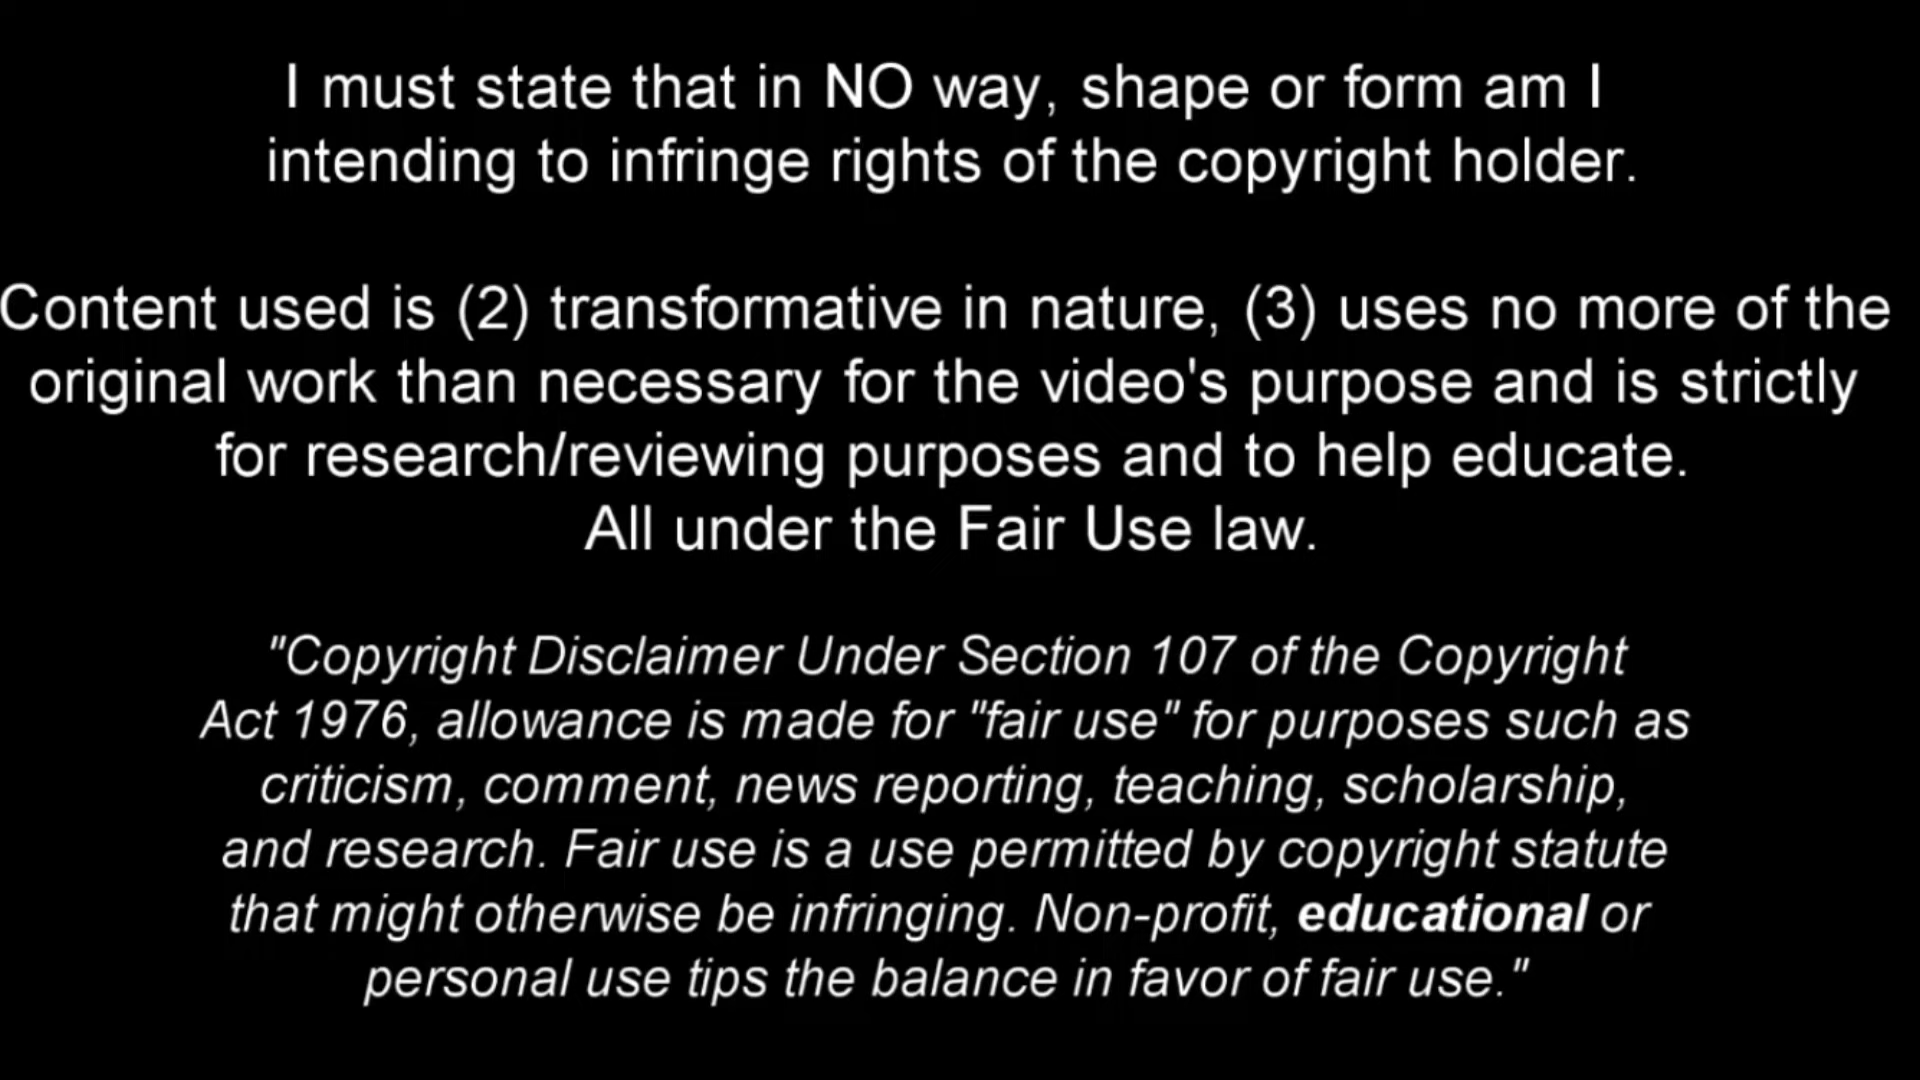 I must state that in NO way, shape or form am I
intending to infringe rights of the copyright holder.
Content used is (2) transformative in nature, (3) uses no more of the
original work than necessary for the video's purpose and is strictly
for research/reviewing purposes and to help educate.
All under the Fair Use law.
"Copyright Disclaimer Under Section 107 of the Copyright
Act 1976, allowance is made for "fair use" for purposes such as
criticism, comment, news reporting, teaching, scholarship,
and research. Fair use is a use permitted by copyright statute
that might otherwise be infringing. Non-profit, educational or
personal use tips the balance in favor of fair use."